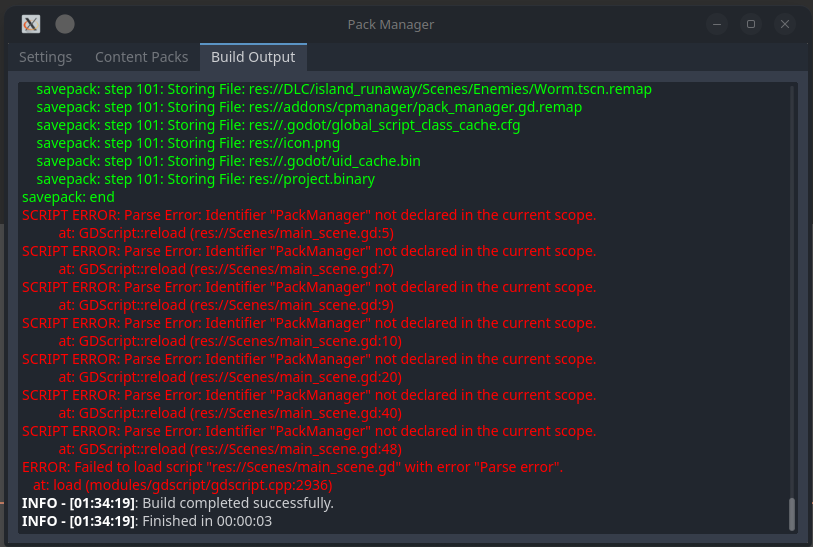 Pack Manager
Settings
Content Packs
Build Output
savepack: step 101: Storing File: res://DLC/island_runaway/Scenes/Enemies/Worm.tscn.remap
savepack: step 101: Storing File: res://addons/cpmanager/pack_manager.gd.remap
savepack: step 101: Storing File: res://.godot/global_script_class_cache.cfg
savepack: step 101: Storing File: res://icon.png
savepack: step 101: Storing File: res://.godot/uid_cache.bin
savepack: step 101: Storing File: res://project.binary
savepack: end
SCRIPT ERROR: Parse Error: Identifier "PackManager" not declared in the current scope.
at: GDScript::reload (res://Scenes/main_scene.gd:5)
SCRIPT ERROR: Parse Error: Identifier "PackManager" not declared in the current scope.
at: GDScript::reload (res://Scenes/main_scene.gd:7)
SCRIPT ERROR: Parse Error: Identifier "PackManager" not declared in the current scope.
at: GDScript::reload (res://Scenes/main_scene.gd:9)
SCRIPT ERROR: Parse Error: Identifier "PackManager" not declared in the current scope.
at: GDScript::reload (res://Scenes/main_scene.gd:10)
SCRIPT ERROR: Parse Error: Identifier "PackManager" not declared in the current scope.
at: GDScript::reload (res://Scenes/main_scene.gd:20)
SCRIPT ERROR: Parse Error: Identifier "PackManager" not declared in the current scope.
at: GDScript::reload (res://Scenes/main_scene.gd:40)
SCRIPT ERROR: Parse Error: Identifier "PackManager" not declared in the current scope.
at: GDScript::reload (res://Scenes/main_scene.gd:48)
ERROR: Failed to load script "res://Scenes/main_scene.gd" with error "Parse error".
at: load (modules/gdscript/gdscript.cpp:2936)
INFO - [01:34:19]: Build completed successfully.
INFO - [01:34:19]: Finished in 00:00:03